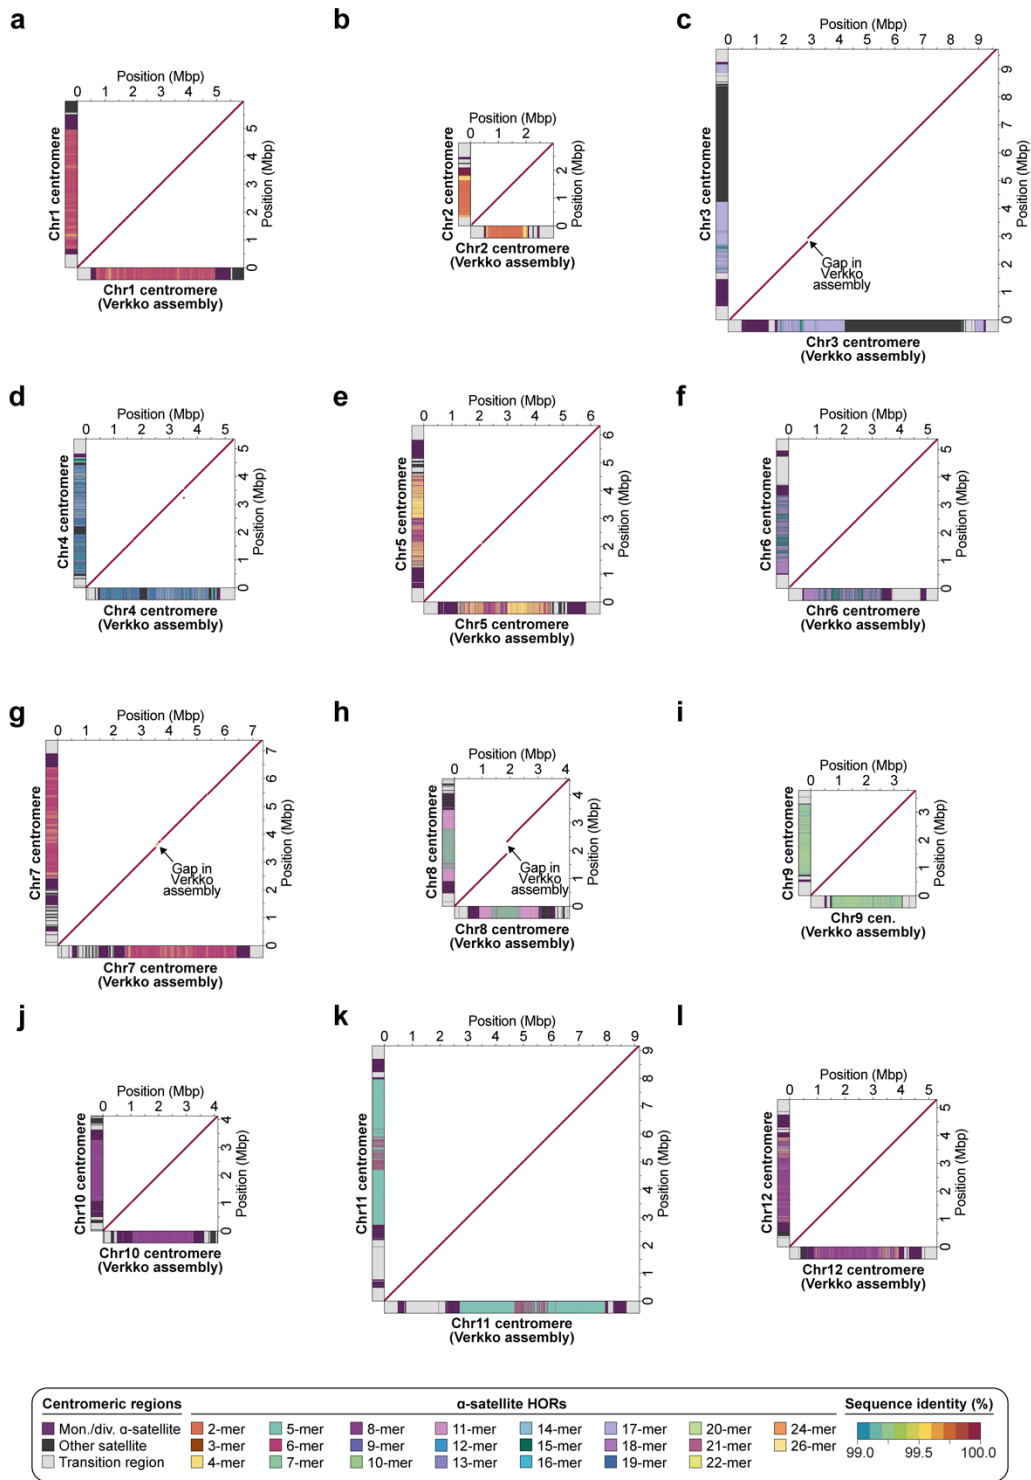 a
Position (Mbp)
0 1 2 3 4 5
Chr1 centromere
0 1 2 3 4 5
Position (Mbp)
Chr1 centromere
(Verkko assembly)
b
Position (Mbp)
0 1 2
Chr2 centromere
0 1 2
Position (Mbp)
Chr2 centromere
(Verkko assembly)
c
Position (Mbp)
0 1 2 3 4 5 6 7 8 9
Chr3 centromere
0 1 2 3 4 5 6 7 8 9
Position (Mbp)
Gap in
Verkko
assembly
Chr3 centromere
(Verkko assembly)
d
Position (Mbp)
0 1 2 3 4 5
Chr4 centromere
0 1 2 3 4 5
Position (Mbp)
Chr4 centromere
(Verkko assembly)
e
Position (Mbp)
0 1 2 3 4 5 6
Chr5 centromere
0 1 2 3 4 5 6
Position (Mbp)
Chr5 centromere
(Verkko assembly)
f
Position (Mbp)
0 1 2 3 4 5
Chr6 centromere
0 1 2 3 4 5
Position (Mbp)
Chr6 centromere
(Verkko assembly)
g
Position (Mbp)
0 1 2 3 4 5 6 7
Chr7 centromere
0 1 2 3 4 5 6 7
Position (Mbp)
Gap in
Verkko
assembly
Chr7 centromere
(Verkko assembly)
h
Position (Mbp)
0 1 2 3 4
Chr8 centromere
0 1 2 3 4
Position (Mbp)
Gap in
Verkko
assembly
Chr8 centromere
(Verkko assembly)
i
Position (Mbp)
0 1 2 3
Chr9 centromere
0 1 2 3
Position (Mbp)
Chr9 cen.
(Verkko assembly)
j
Position (Mbp)
0 1 2 3 4
Chr10 centromere
0 1 2 3 4
Position (Mbp)
Chr10 centromere
(Verkko assembly)
k
Position (Mbp)
0 1 2 3 4 5 6 7 8 9
Chr11 centromere
0 1 2 3 4 5 6 7 8 9
Position (Mbp)
Chr11 centromere
(Verkko assembly)
l
Position (Mbp)
0 1 2 3 4 5
Chr12 centromere
0 1 2 3 4 5
Position (Mbp)
Chr12 centromere
(Verkko assembly)
Centromeric regions
Mon./div. α-satellite
Other satellite
Transition region
α-satellite HORs
2-mer 5-mer 8-mer 11-mer 14-mer 17-mer 20-mer 24-mer
3-mer 6-mer 9-mer 12-mer 15-mer 18-mer 21-mer 26-mer
4-mer 7-mer 10-mer 13-mer 16-mer 19-mer 22-mer
Sequence identity (%)
99.0 99.5 100.0